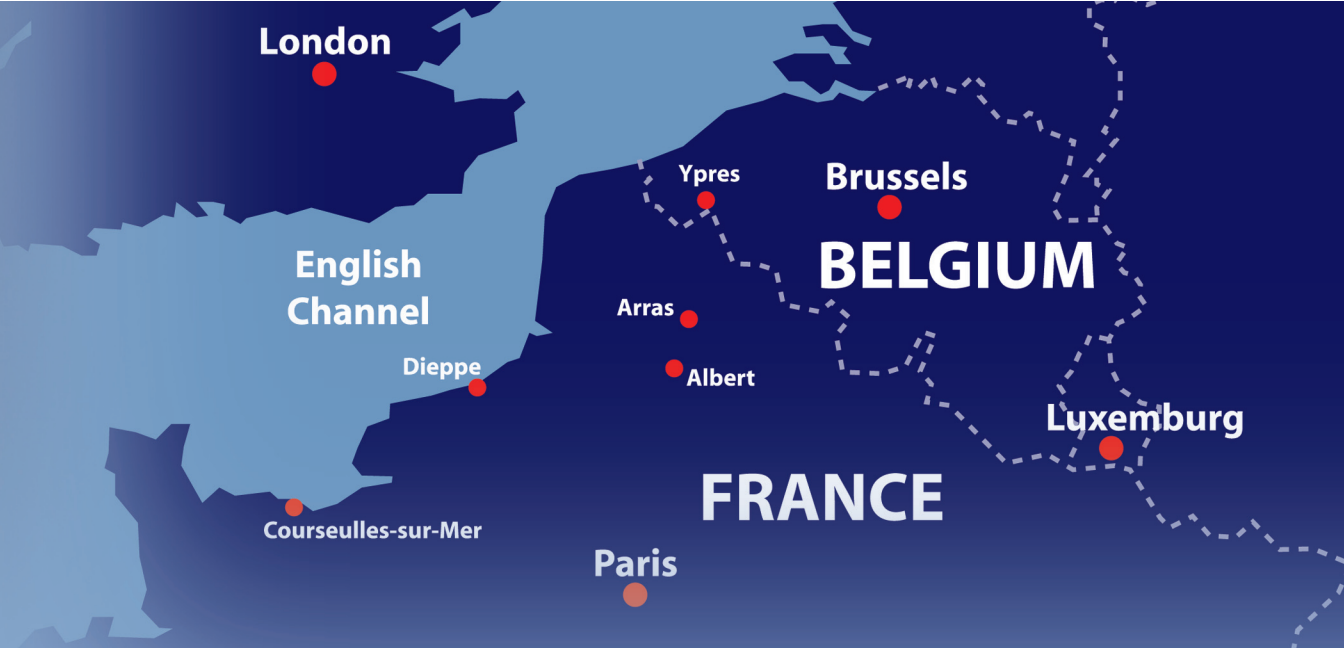 London
Ypres
Brussels
BELGIUM
English
Channel
Arras
Dieppe
Albert
Luxemburg
FRANCE
Courseulles-sur-Mer
Paris